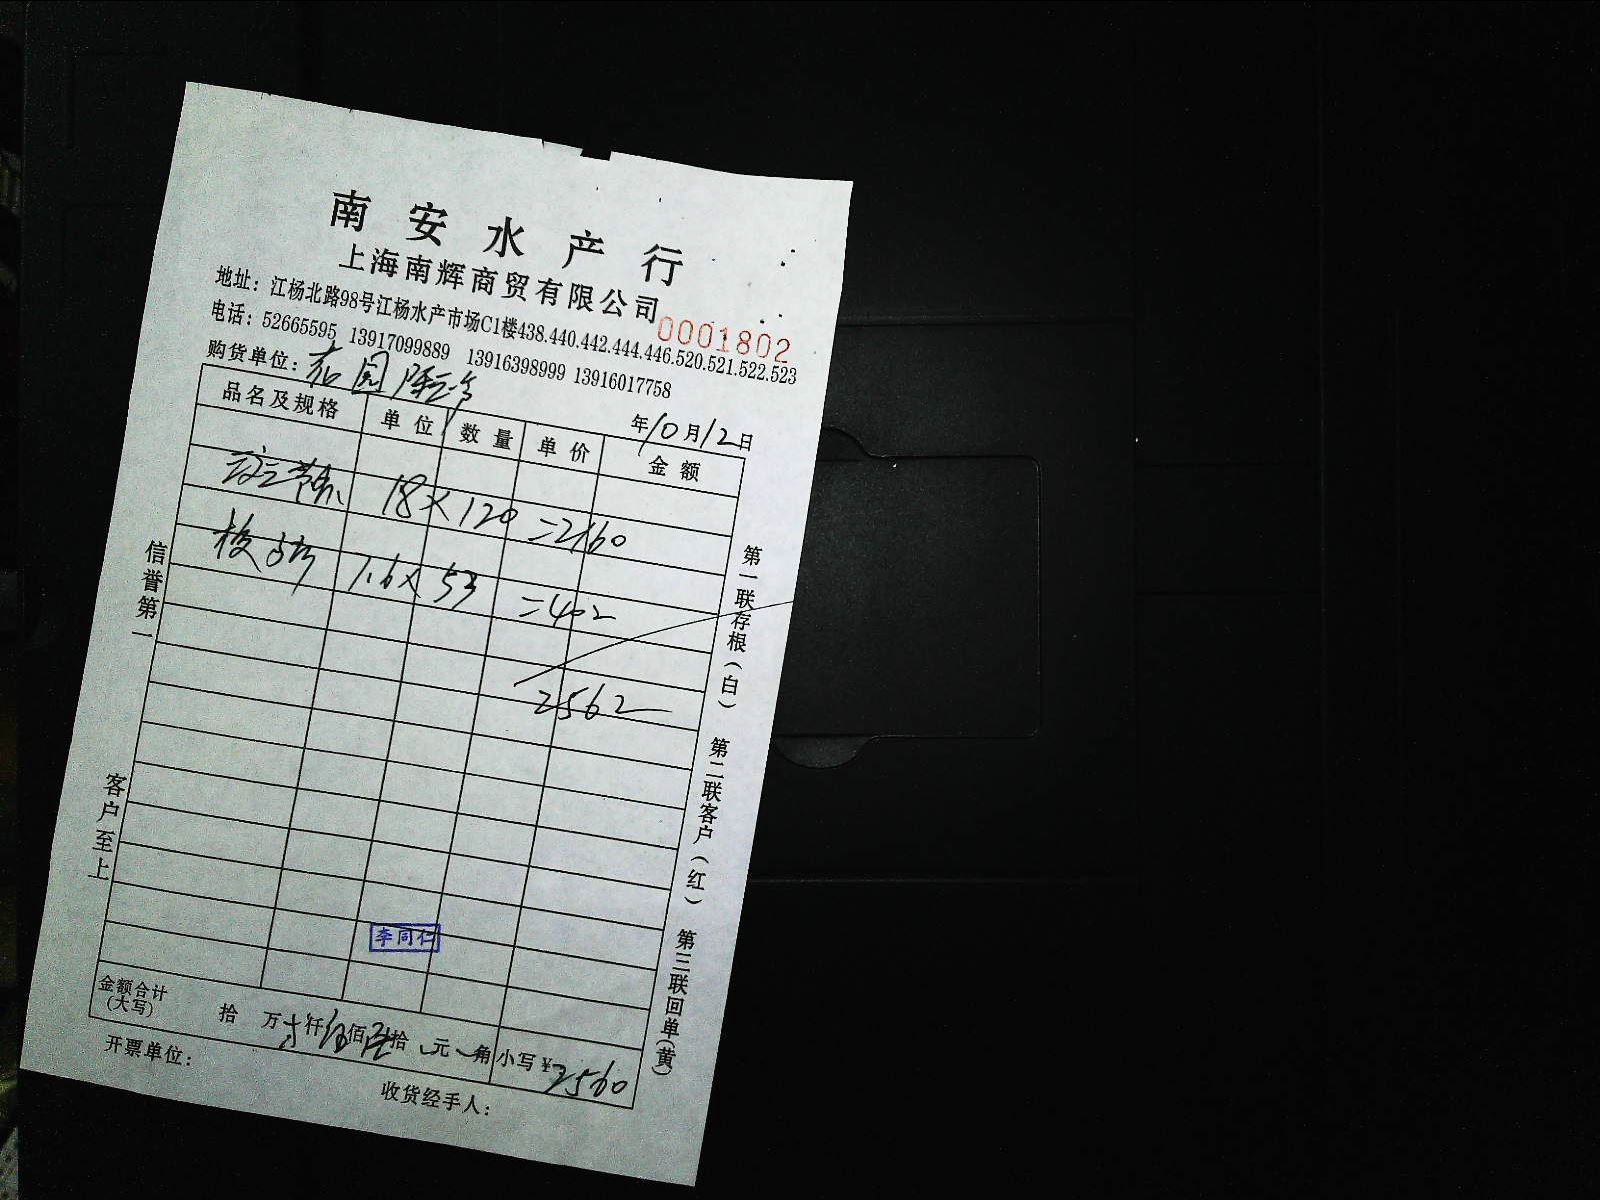 南安水产行
上海南辉商贸有限公司
0001802
地址：江杨北路98号江杨水产市场C1楼438.440.442.444.446.520.521.522.523
电话：52665595 13917099889 13916398999 13916017758
购货单位：
年10月12日
品名及规格 单位 数量 单价 金额
18×120=2160
梭 7.6×53=402
2562
信誉第一
客户至上
第一联存根（白）
第二联客户（红）
第三联回单（黄）
李同仁
金额合计（大写） 拾 万 仟伍佰陆拾 元 角 小写¥2560
开票单位：
收货经手人：